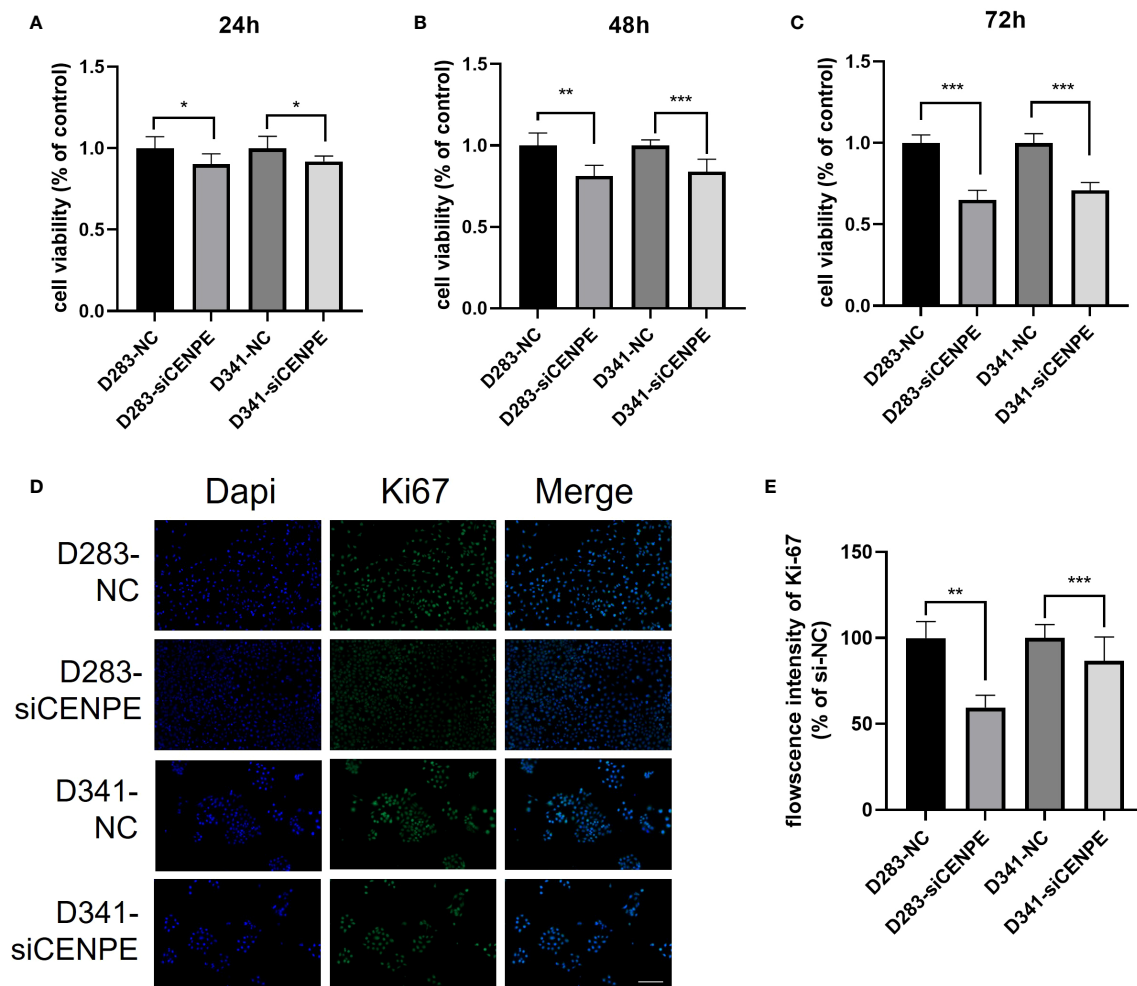 A
24h
cell viability (% of control)
1.5
1.0
0.5
0.0
*
*
D283-NC
D283-siCENPE
D341-NC
D341-siCENPE
B
48h
cell viability (% of control)
1.5
1.0
0.5
0.0
**
***
D283-NC
D283-siCENPE
D341-NC
D341-siCENPE
C
72h
cell viability (% of control)
1.5
1.0
0.5
0.0
***
***
D283-NC
D283-siCENPE
D341-NC
D341-siCENPE
D
Dapi
Ki67
Merge
D283-
NC
D283-
siCENPE
D341-
NC
D341-
siCENPE
E
flowscence intensity of Ki-67
(% of si-NC)
150
100
50
0
**
***
D283-NC
D283-siCENPE
D341-NC
D341-siCENPE